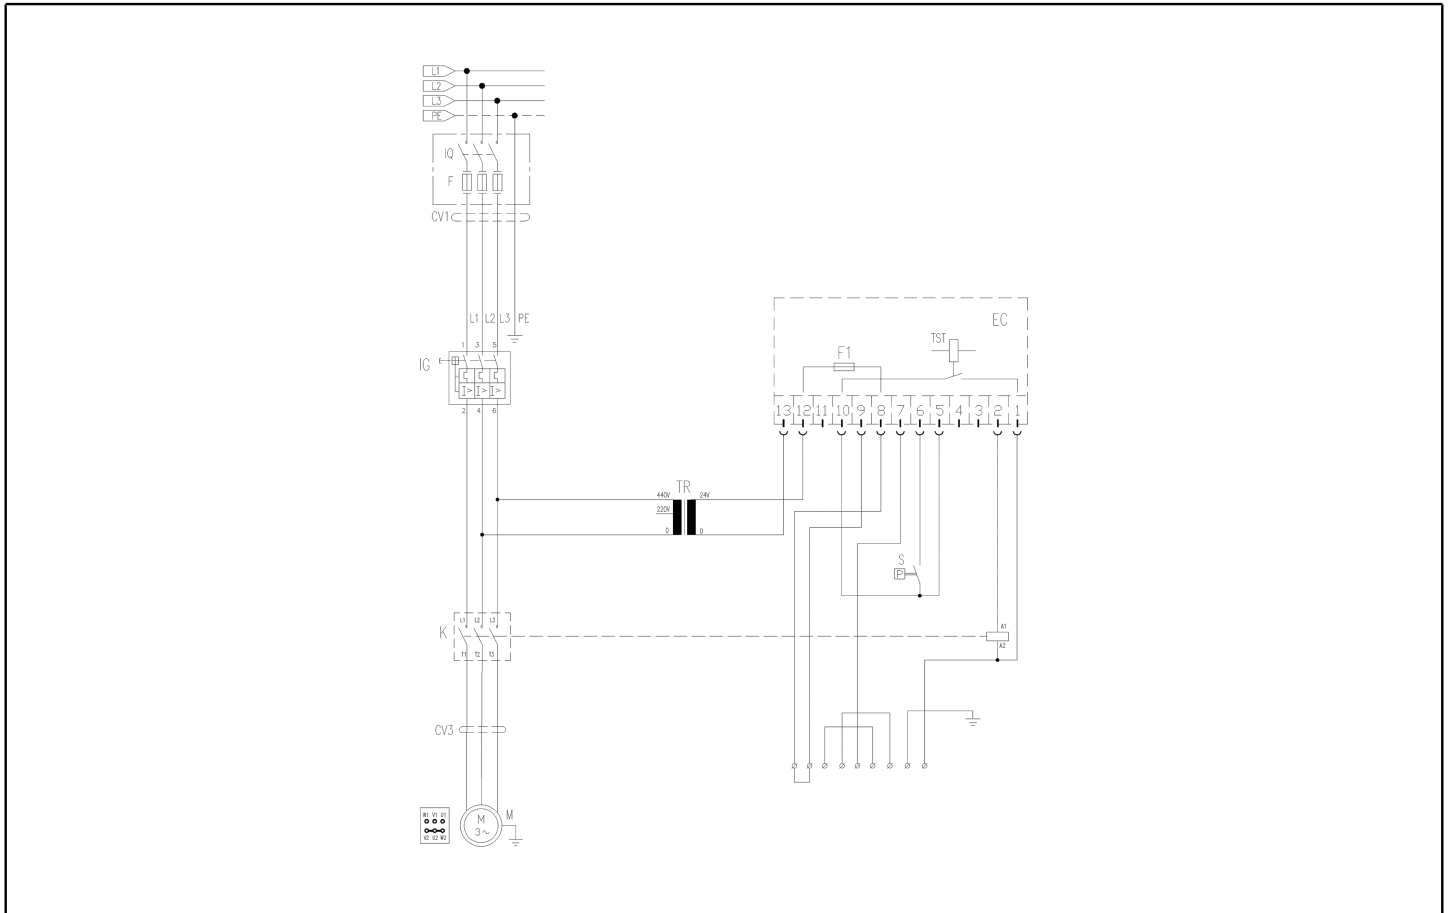 L1
L2
L3
PE
IQ
F
CV1
L1 L2 L3 PE
EC
TST
F1
1 3 5
IG
I> I> I>
2 4 6
13 12 11 10 9 8 7 6 5 4 3 2 1
TR
440V 24V
220V
0 0
S
P
L1 L2 L3
K
A1
A2
T1 T2 T3
CV3
M
W1 V1 U1
M
3~
V2 U2 W2